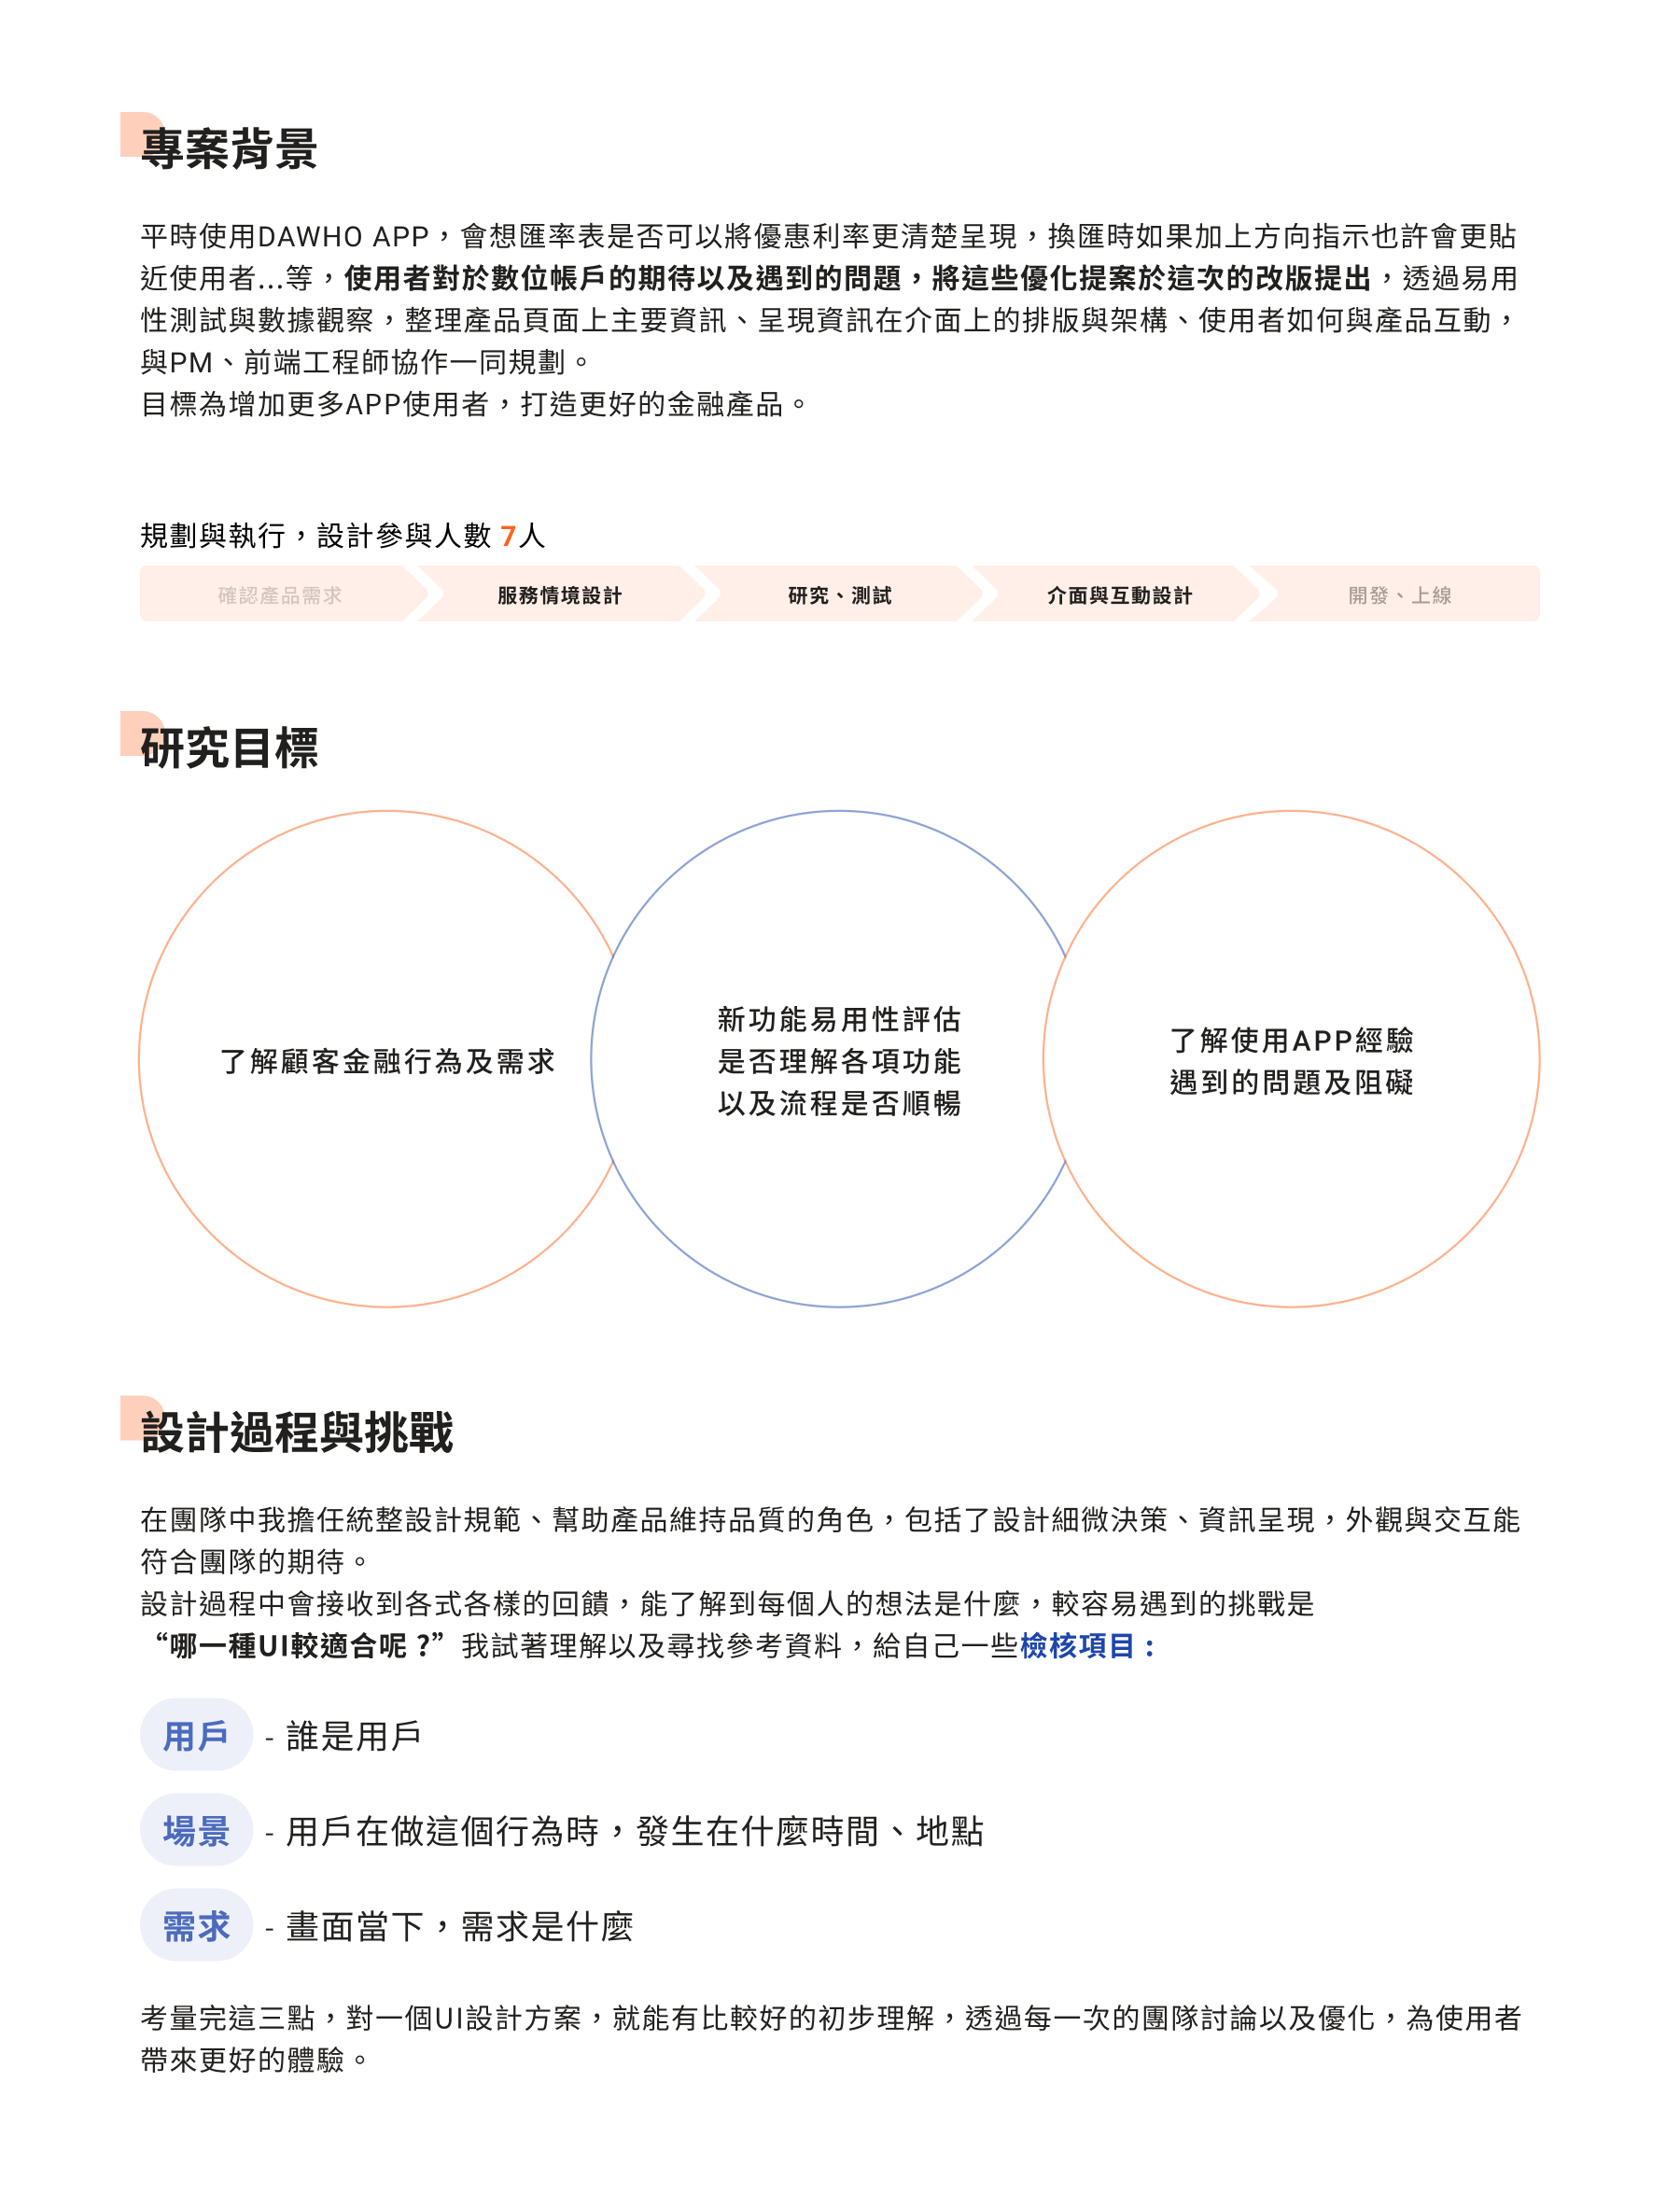 專案背景
平時使用DAWHO APP，會想匯率表是否可以將優惠利率更清楚呈現，換匯時如果加上方向指示也許會更貼
近使用者...等，使用者對於數位帳戶的期待以及遇到的問題，將這些優化提案於這次的改版提出，透過易用
性測試與數據觀察，整理產品頁面上主要資訊、呈現資訊在介面上的排版與架構、使用者如何與產品互動，
與PM、前端工程師協作一同規劃。
目標為增加更多APP使用者，打造更好的金融產品。
規劃與執行，設計參與人數 7人
確認產品需求
服務情境設計
研究、測試
介面與互動設計
開發、上線
研究目標
了解顧客金融行為及需求
新功能易用性評估
是否理解各項功能
以及流程是否順暢
了解使用APP經驗
遇到的問題及阻礙
設計過程與挑戰
在團隊中我擔任統整設計規範、幫助產品維持品質的角色，包括了設計細微決策、資訊呈現，外觀與交互能
符合團隊的期待。
設計過程中會接收到各式各樣的回饋，能了解到每個人的想法是什麼，較容易遇到的挑戰是
“哪一種UI較適合呢？”我試著理解以及尋找參考資料，給自己一些檢核項目：
用戶 - 誰是用戶
場景 - 用戶在做這個行為時，發生在什麼時間、地點
需求 - 畫面當下，需求是什麼
考量完這三點，對一個UI設計方案，就能有比較好的初步理解，透過每一次的團隊討論以及優化，為使用者
帶來更好的體驗。